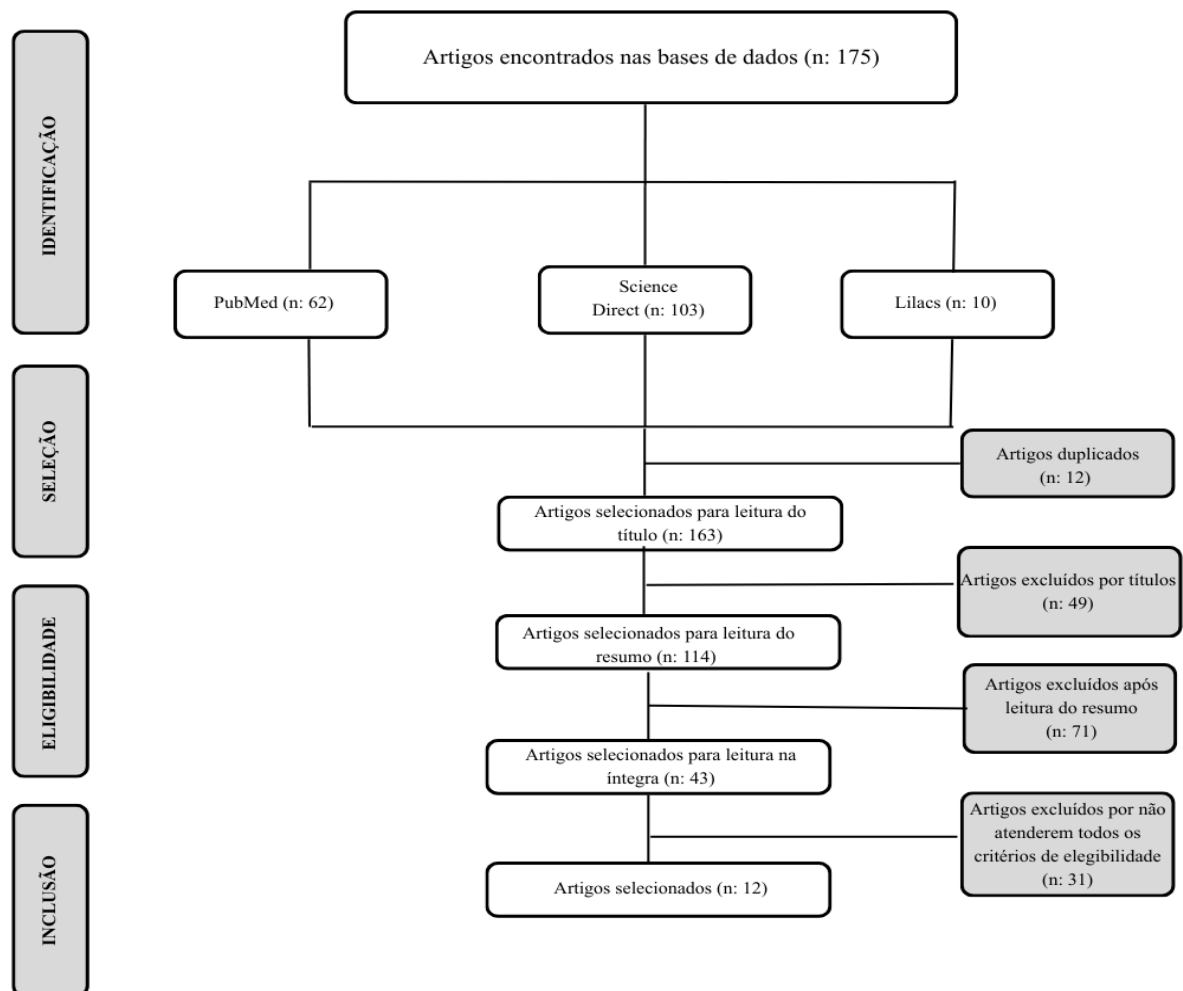 Artigos encontrados nas bases de dados (n: 175)
IDENTIFICAÇÃO
PubMed (n: 62)
Science
Direct (n: 103)
Lilacs (n: 10)
SELEÇÃO
Artigos duplicados
(n: 12)
Artigos selecionados para leitura do
título (n: 163)
Artigos excluídos por títulos
(n: 49)
ELIGIBILIDADE
Artigos selecionados para leitura do
resumo (n: 114)
Artigos excluídos após
leitura do resumo
(n: 71)
Artigos selecionados para leitura na
íntegra (n: 43)
INCLUSÃO
Artigos excluídos por não
atenderem todos os
critérios de elegibilidade
(n: 31)
Artigos selecionados (n: 12)